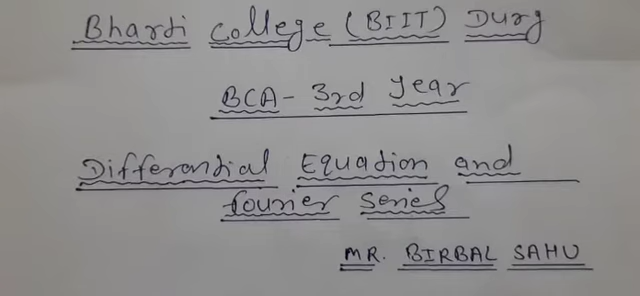 Bharti College (BIIT) Durg
BCA - 3rd Year
Differential Equation and
fourier Series
MR. BIRBAL SAHU